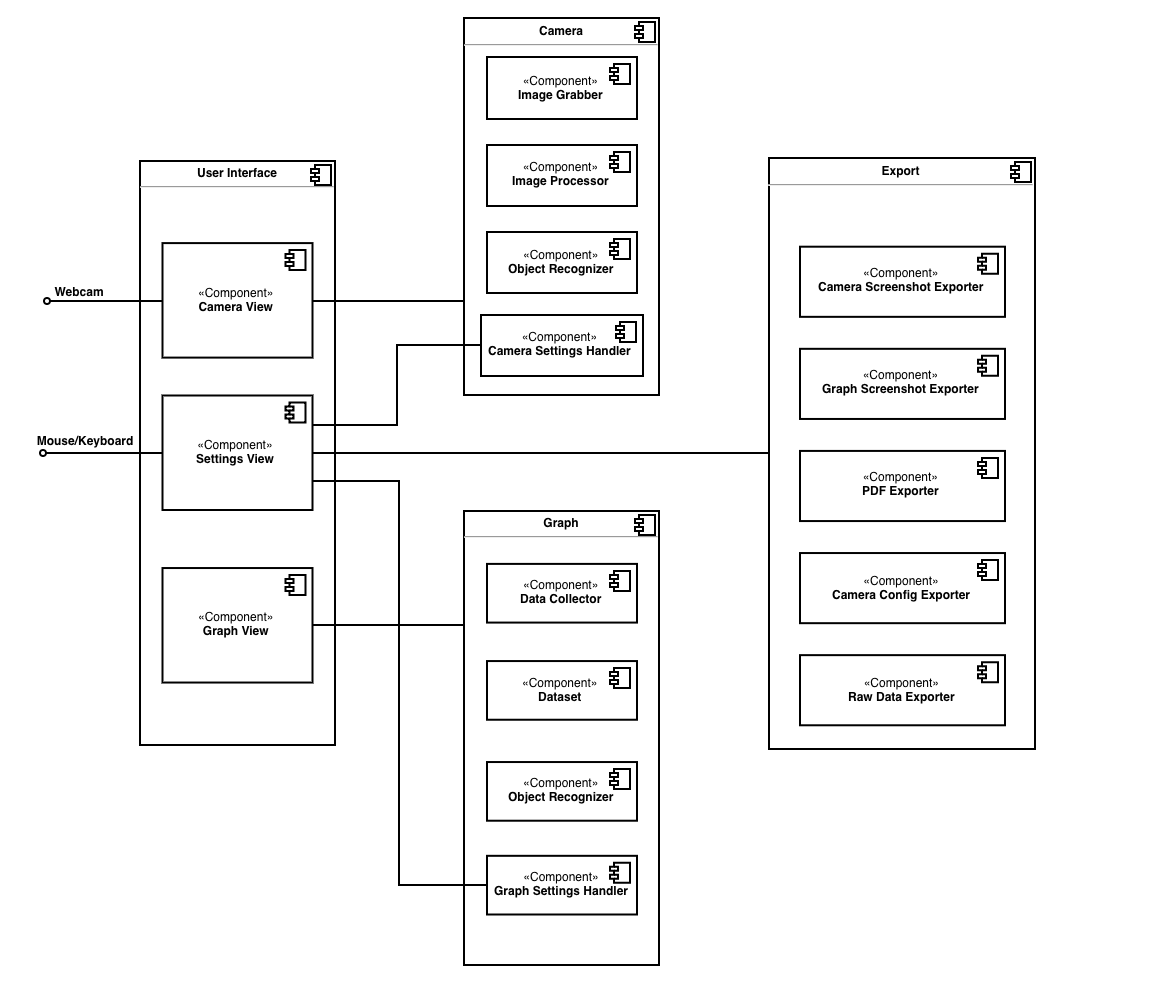 Camera
«Component»
Image Grabber
«Component»
Image Processor
«Component»
Object Recognizer
«Component»
Camera Settings Handler
User Interface
Webcam
«Component»
Camera View
Mouse/Keyboard
«Component»
Settings View
«Component»
Graph View
Graph
«Component»
Data Collector
«Component»
Dataset
«Component»
Object Recognizer
«Component»
Graph Settings Handler
Export
«Component»
Camera Screenshot Exporter
«Component»
Graph Screenshot Exporter
«Component»
PDF Exporter
«Component»
Camera Config Exporter
«Component»
Raw Data Exporter